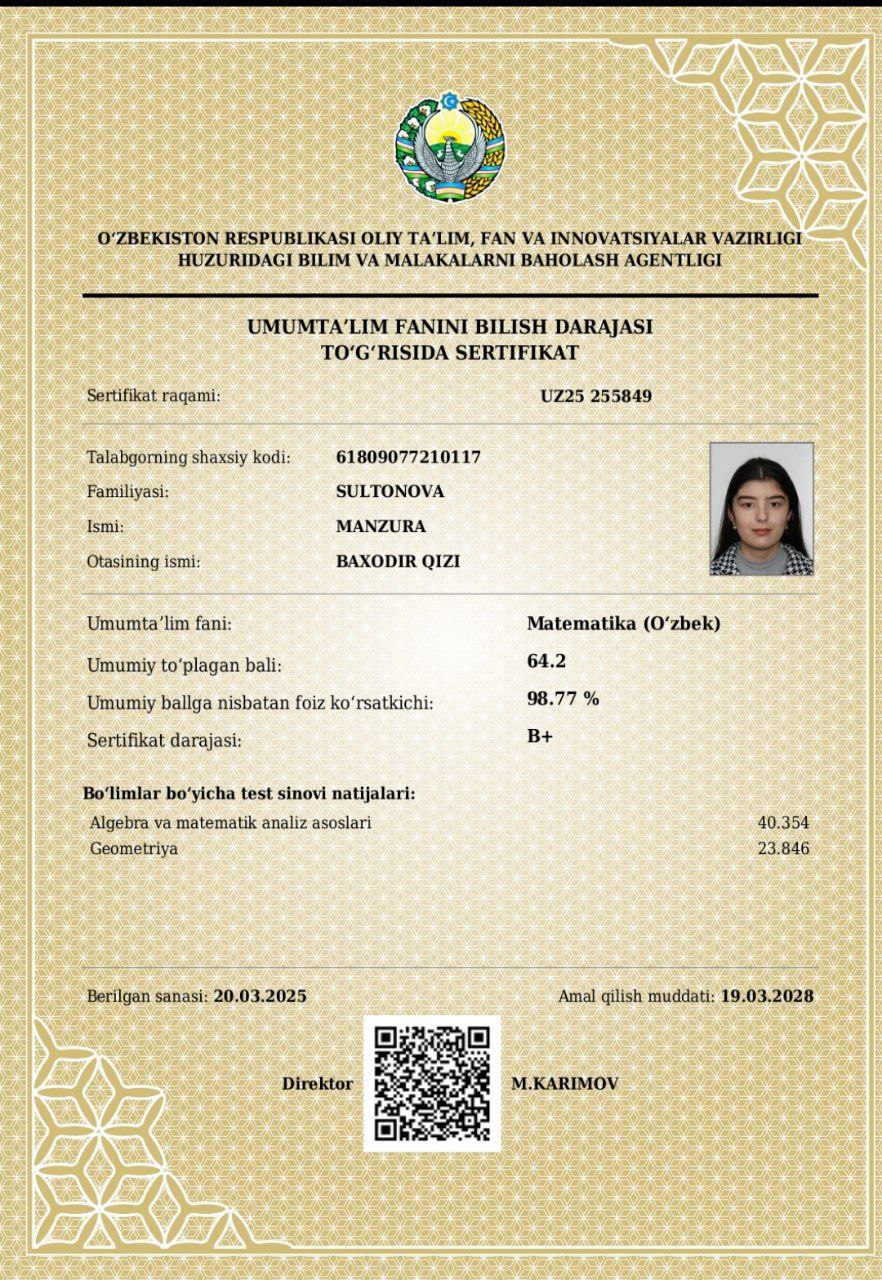 O‘ZBEKISTON RESPUBLIKASI OLIY TA’LIM, FAN VA INNOVATSIYALAR VAZIRLIGI
HUZURIDAGI BILIM VA MALAKALARNI BAHOLASH AGENTLIGI
UMUMTA’LIM FANINI BILISH DARAJASI
TO‘G‘RISIDA SERTIFIKAT
Sertifikat raqami: UZ25 255849
Talabgorning shaxsiy kodi: 61809077210117
Familiyasi: SULTONOVA
Ismi: MANZURA
Otasining ismi: BAXODIR QIZI
Umumta’lim fani: Matematika (O‘zbek)
Umumiy to‘plagan bali: 64.2
Umumiy ballga nisbatan foiz ko‘rsatkichi: 98.77 %
Sertifikat darajasi: B+
Bo‘limlar bo‘yicha test sinovi natijalari:
Algebra va matematik analiz asoslari 40.354
Geometriya 23.846
Berilgan sanasi: 20.03.2025 Amal qilish muddati: 19.03.2028
Direktor M.KARIMOV